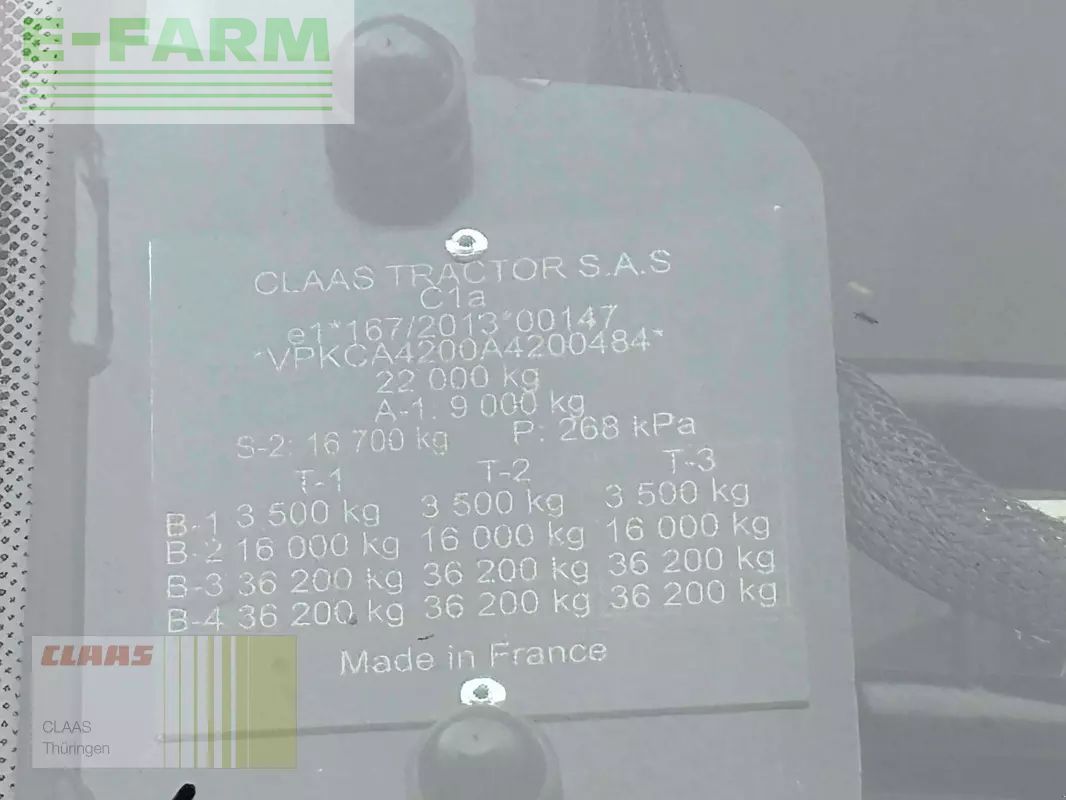 E-FARM
CLAAS TRACTOR S.A.S
C1a
e1*167/2013*00147
*VPKCA4200A4200484*
22 000 kg
A-1: 9 000 kg
S-2: 16 700 kg P: 268 kPa
T-1 T-2 T-3
B-1 3 500 kg 3 500 kg 3 500 kg
B-2 16 000 kg 16 000 kg 16 000 kg
B-3 36 200 kg 36 200 kg 36 200 kg
B-4 36 200 kg 36 200 kg 36 200 kg
Made in France
CLAAS
CLAAS
Thüringen